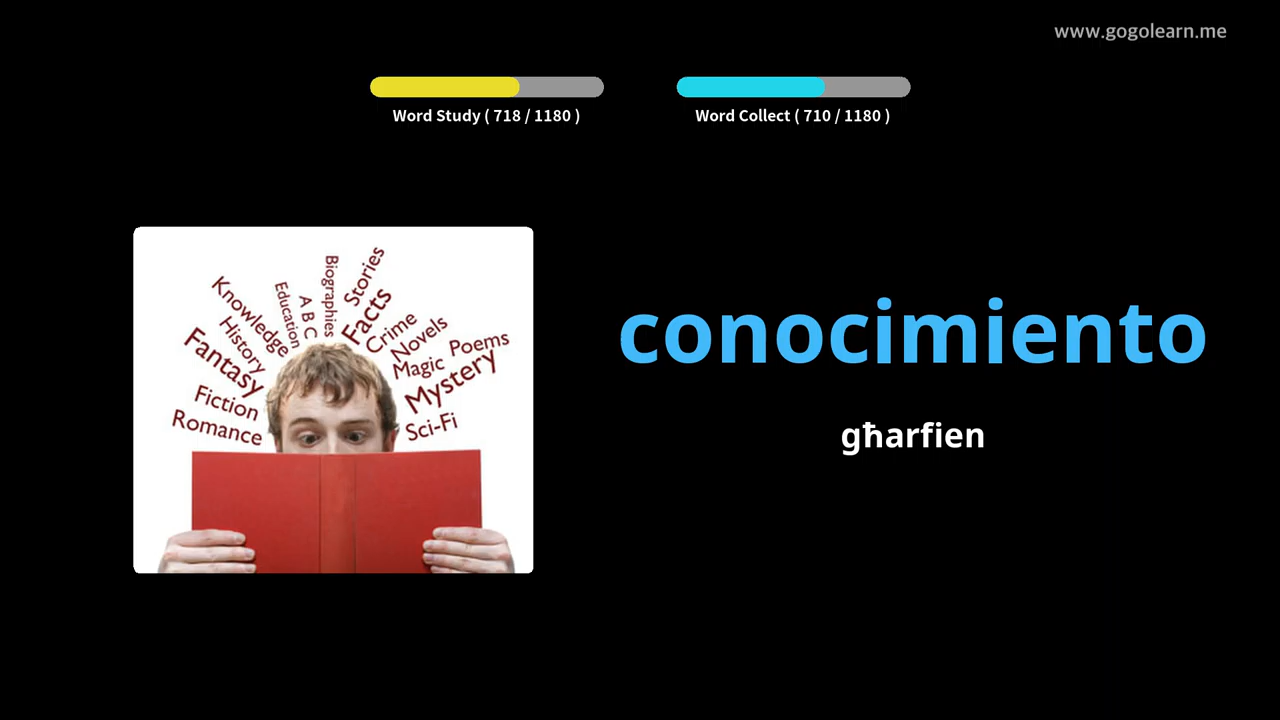 www.gogolearn.me
Word Study ( 718 / 1180 )
Word Collect ( 710 / 1180 )
Knowledge
Education
A B C
Biographies
Stories
Facts
Crime
Novels
Poems
History
Magic
Fantasy
Mystery
Fiction
Sci-Fi
Romance
conocimiento
għarfien